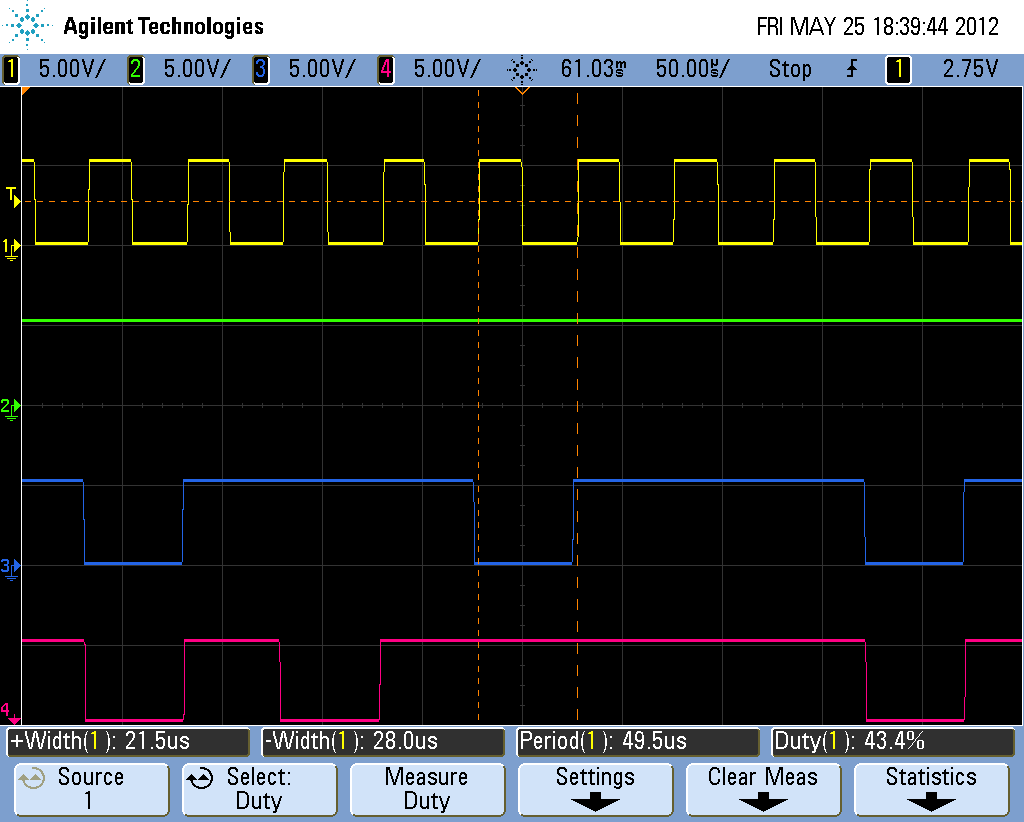 Agilent Technologies FRI MAY 25 18:39:44 2012
1 5.00V/ 2 5.00V/ 3 5.00V/ 4 5.00V/ 61.03ms 50.00us/ Stop 1 2.75V
T
1
2
3
4
+Width(1): 21.5us -Width(1): 28.0us Period(1): 49.5us Duty(1): 43.4%
Source Select: Measure Settings Clear Meas Statistics
1 Duty Duty